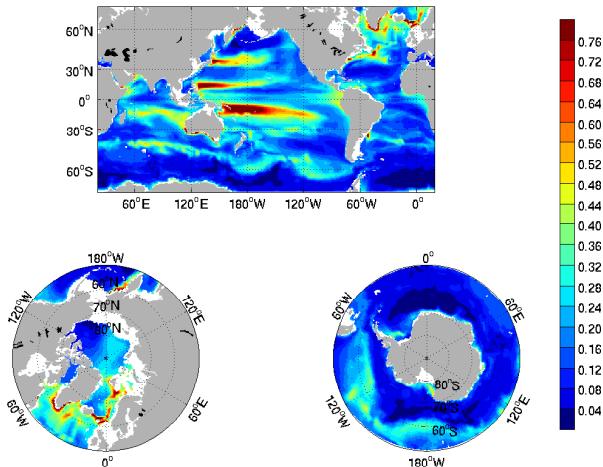 60°N
30°N
0°
30°S
60°S
60°E
120°E
180°W
120°W
60°W
0°
0.76
0.72
0.68
0.64
0.60
0.56
0.52
0.48
0.44
0.40
0.36
0.32
0.28
0.24
0.20
0.16
0.12
0.08
0.04
180°W
120°W
120°E
60°W
60°E
0°
60°N
70°N
80°N
0°
60°W
60°E
120°W
120°E
180°W
80°S
70°S
60°S